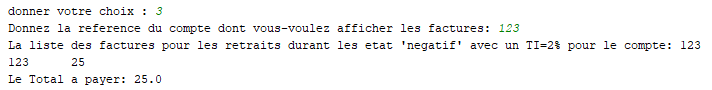 donner votre choix : 3
Donnez la reference du compte dont vous-voulez afficher les factures: 123
La liste des factures pour les retraits durant les etat 'negatif' avec un TI=2% pour le compte: 123
123 25
Le Total a payer: 25.0